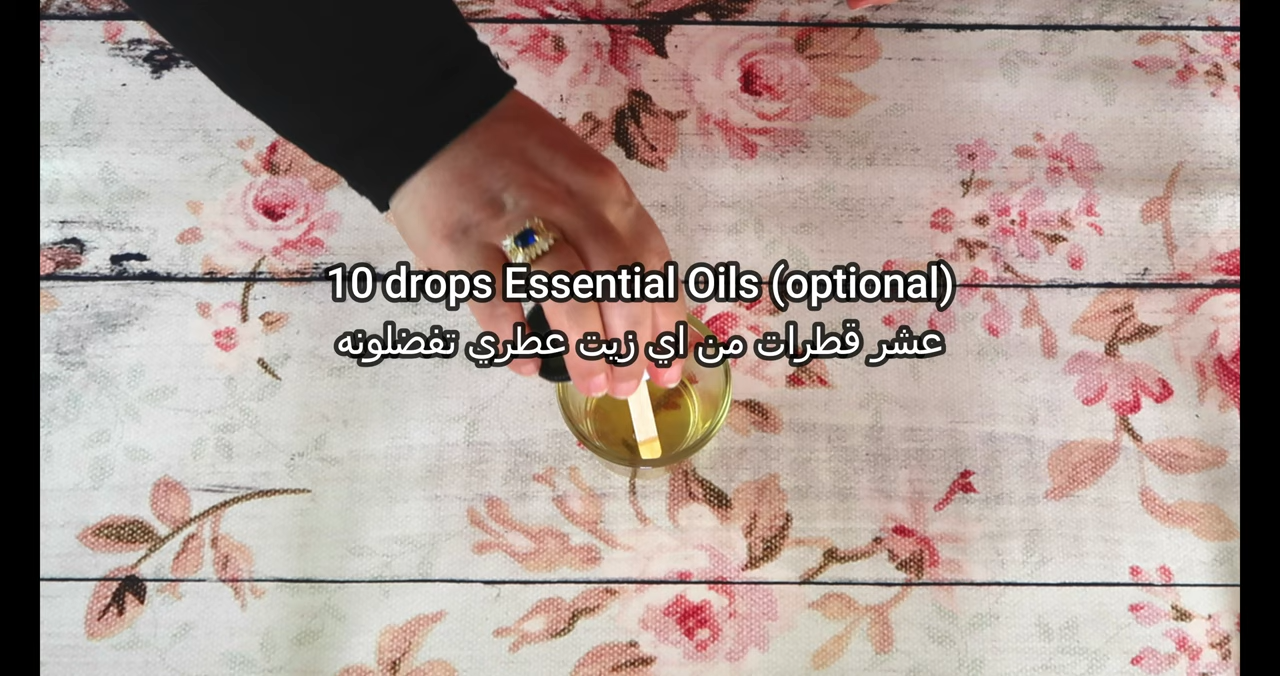 10 drops Essential Oils (optional)
عشر قطرات من اي زيت عطري تفضلونه